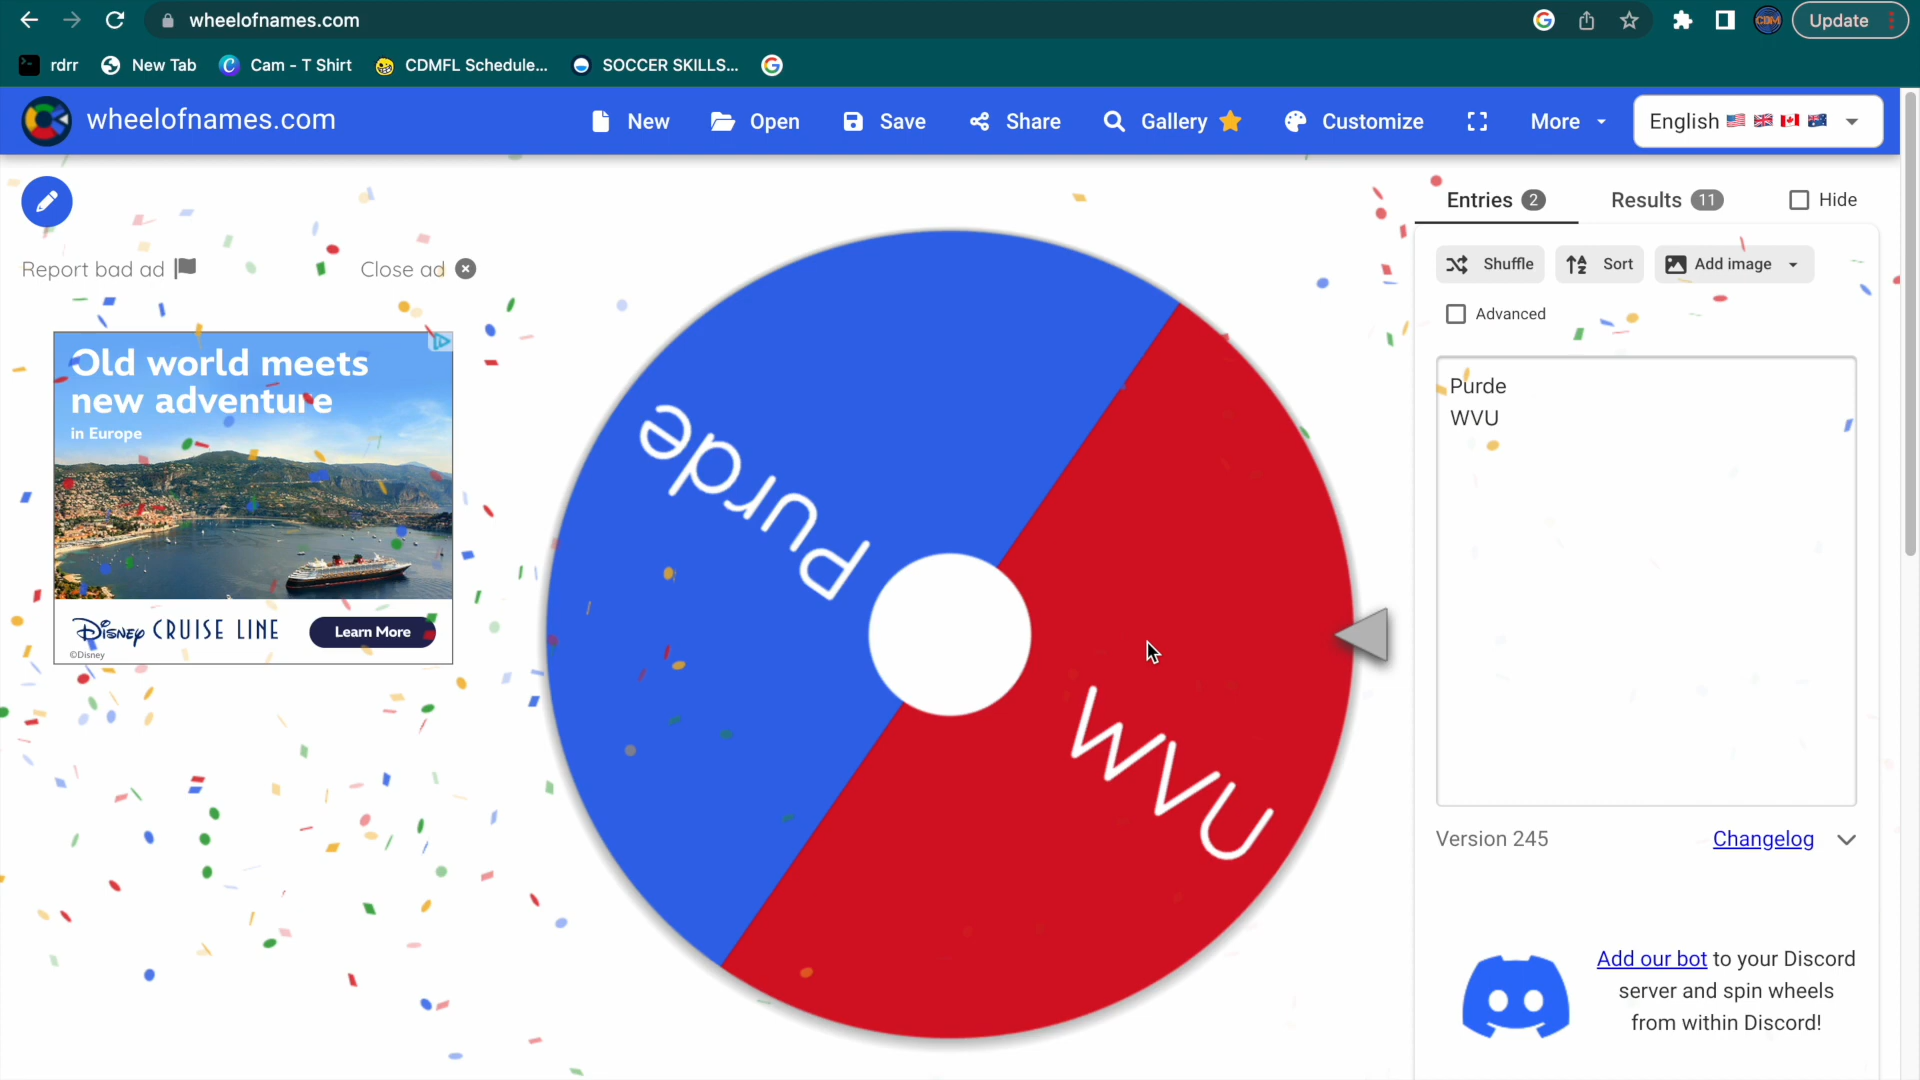 wheelofnames.com
Update
rdrr
New Tab
Cam - T Shirt
CDMFL Schedule...
SOCCER SKILLS...
wheelofnames.com
New
Open
Save
Share
Gallery
Customize
More
English
Report bad ad
Close ad
Old world meets
new adventure
in Europe
Disney CRUISE LINE
Learn More
©Disney
Purde
WVU
Entries 2
Results 11
Hide
Shuffle
Sort
Add image
Advanced
Purde
WVU
Version 245
Changelog
Add our bot to your Discord
server and spin wheels
from within Discord!